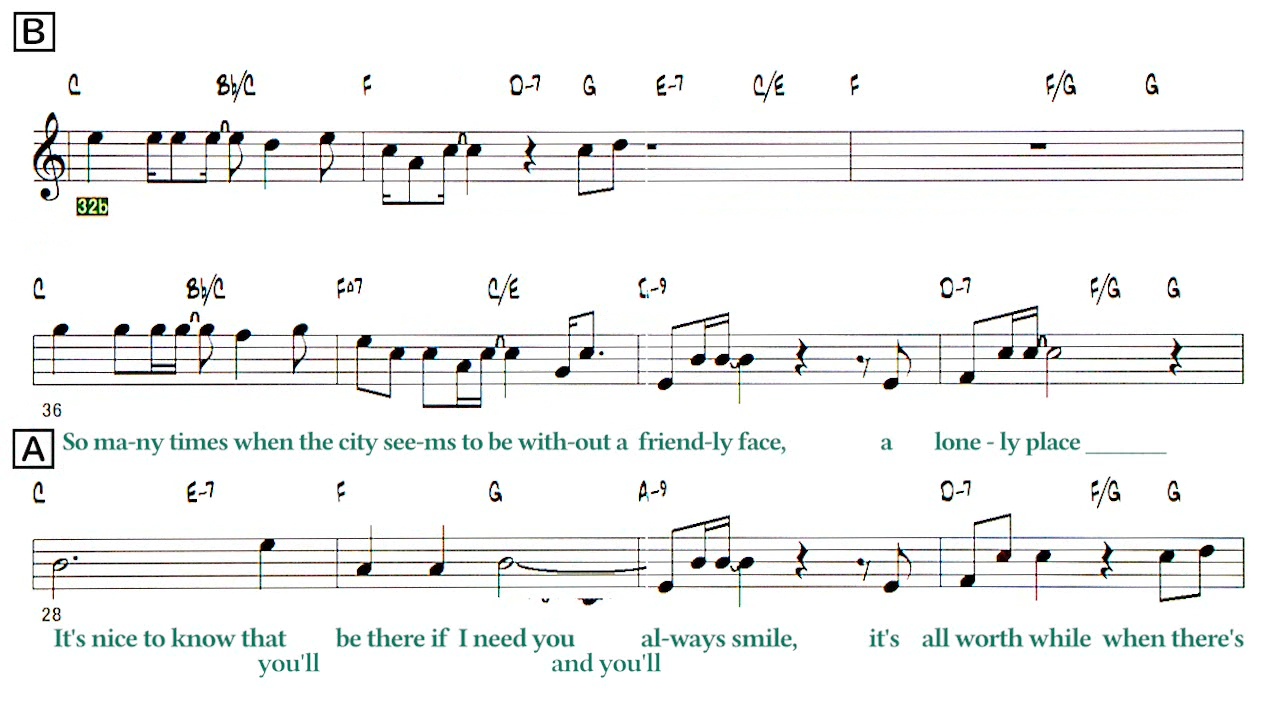 B
C Bb/C F D-7 G E-7 C/E F F/G G
32b
C Bb/C F▵7 C/E D-7 F/G G
36
So ma-ny times when the city see-ms to be with-out a friend-ly face, a lone - ly place _______
A
C E-7 F G A-9 D-7 F/G G
28
It's nice to know that be there if I need you al-ways smile, it's all worth while when there's
you'll and you'll